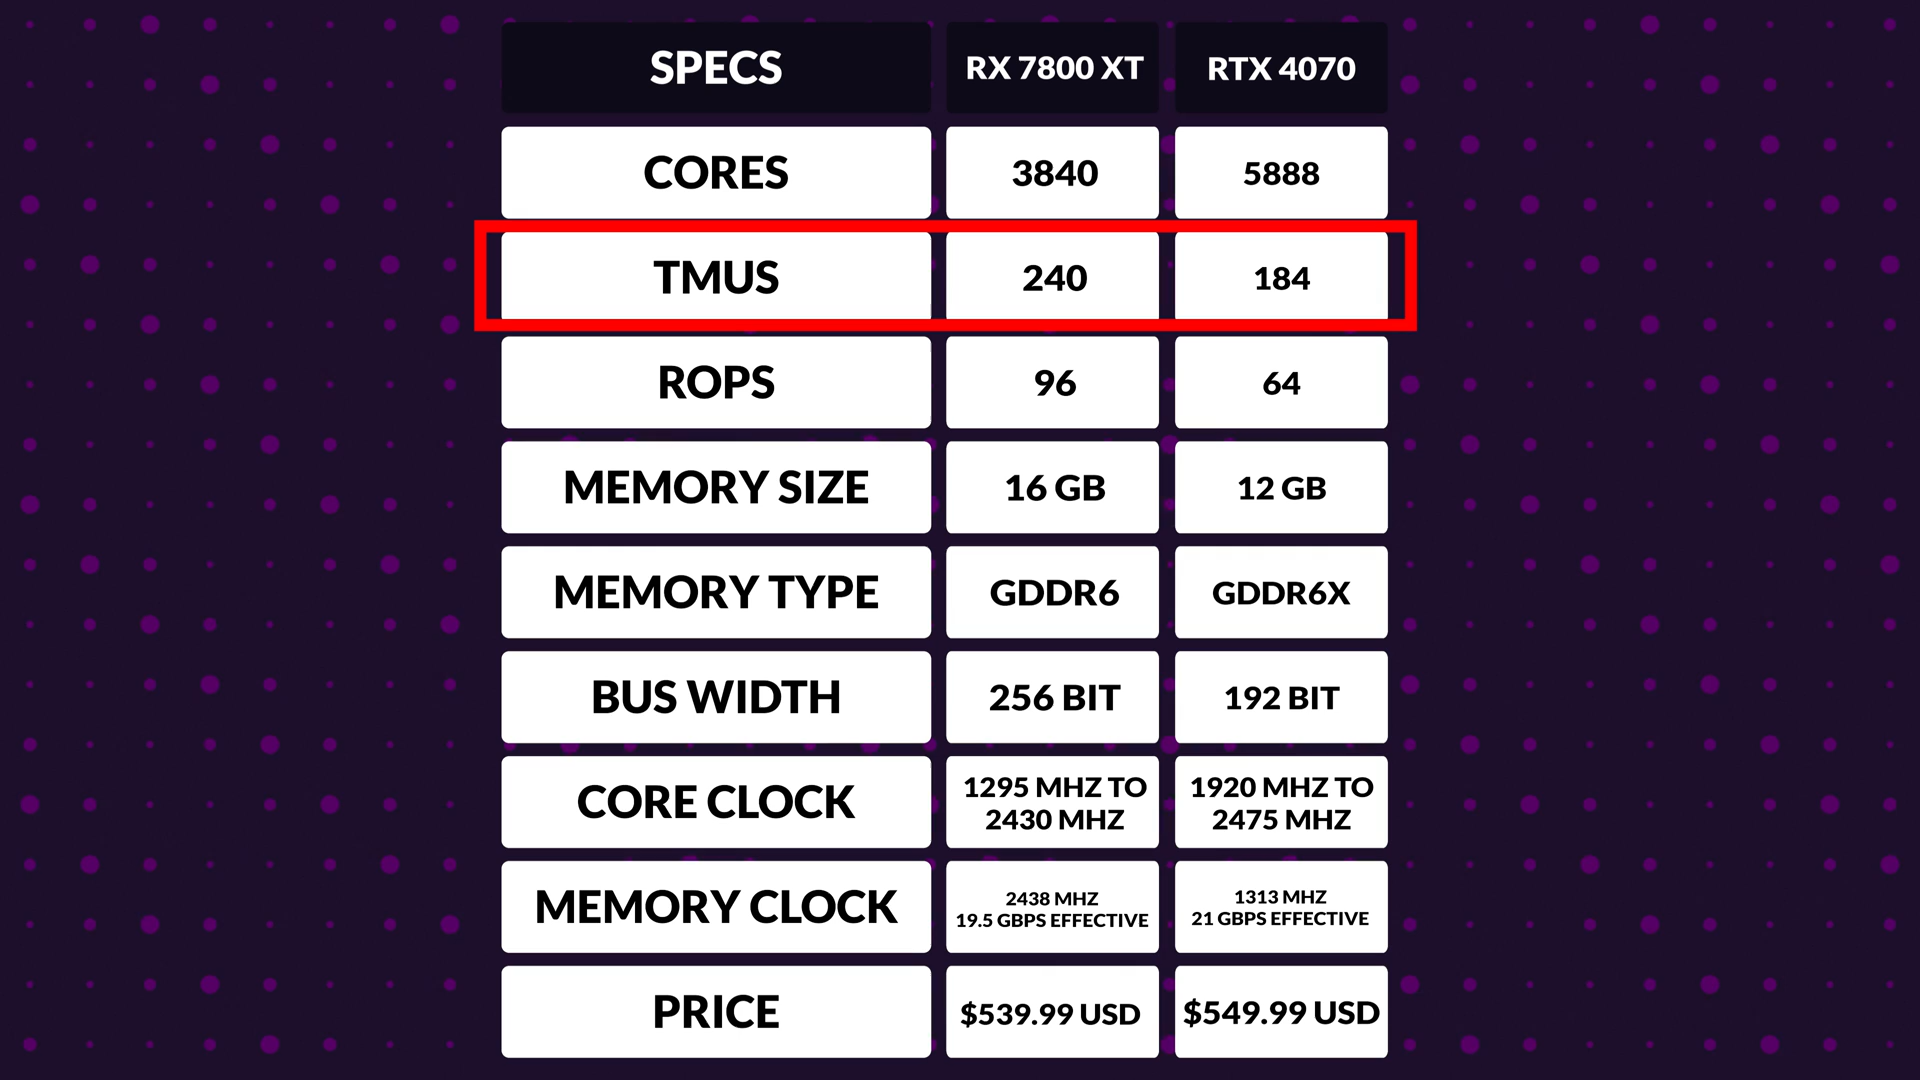 SPECS RX 7800 XT RTX 4070
CORES 3840 5888
TMUS 240 184
ROPS 96 64
MEMORY SIZE 16 GB 12 GB
MEMORY TYPE GDDR6 GDDR6X
BUS WIDTH 256 BIT 192 BIT
CORE CLOCK
1295 MHZ TO
2430 MHZ
1920 MHZ TO
2475 MHZ
MEMORY CLOCK
2438 MHZ
19.5 GBPS EFFECTIVE
1313 MHZ
21 GBPS EFFECTIVE
PRICE $539.99 USD $549.99 USD